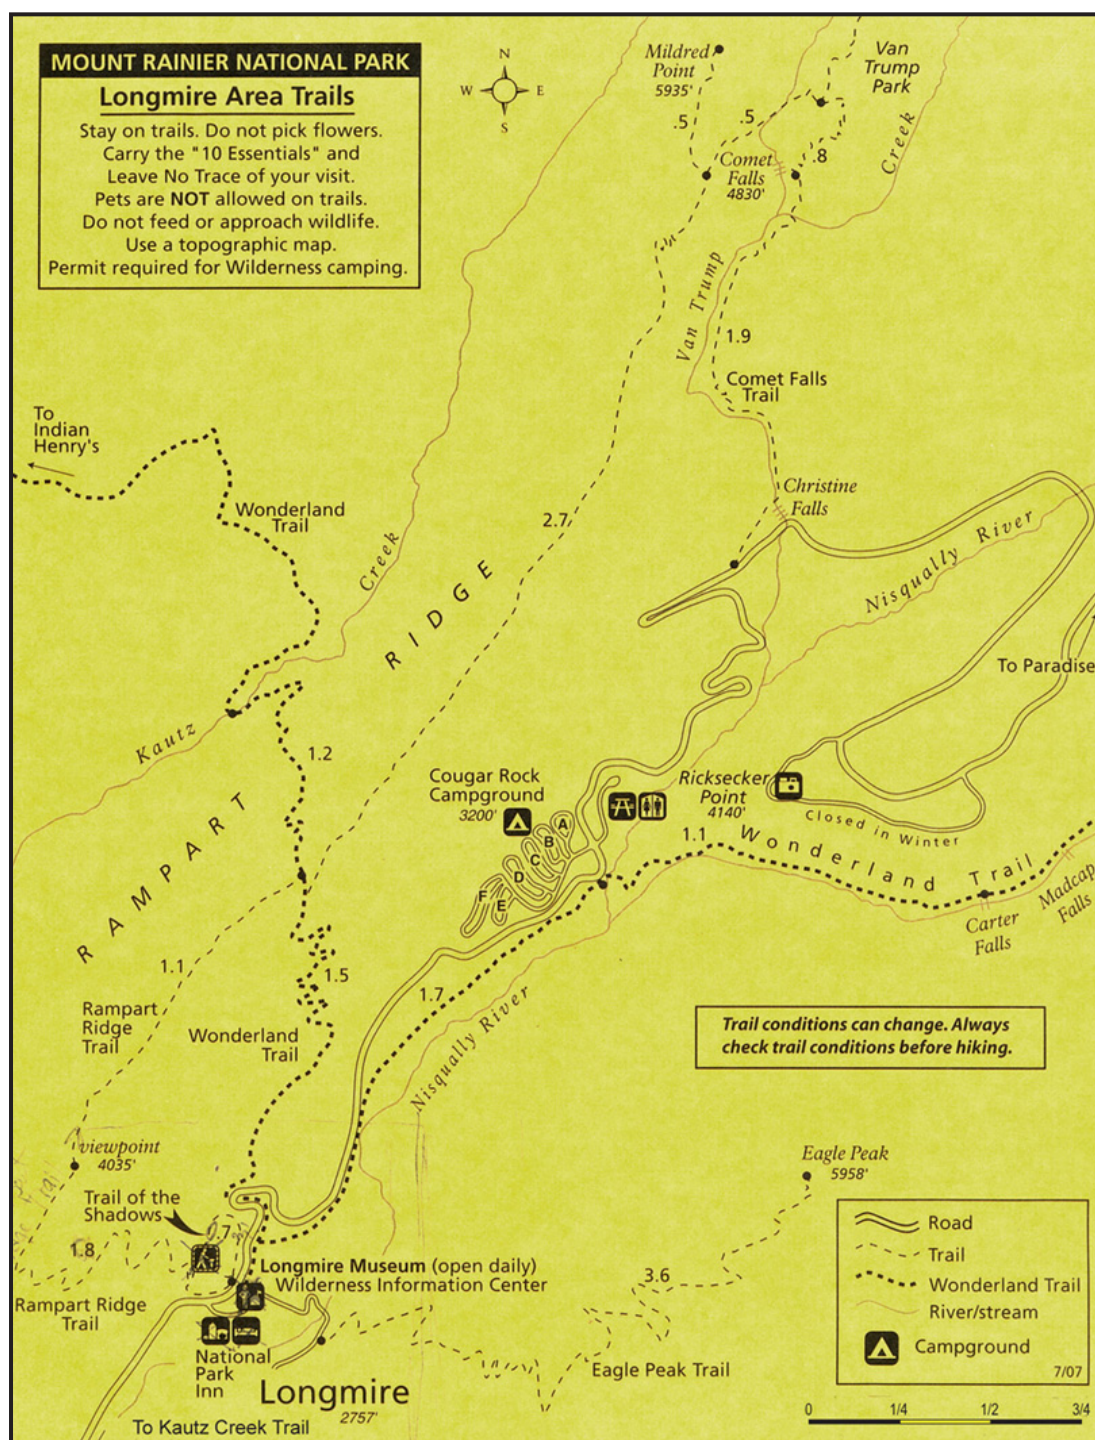 MOUNT RAINIER NATIONAL PARK
Longmire Area Trails
Stay on trails. Do not pick flowers.
Carry the "10 Essentials" and
Leave No Trace of your visit.
Pets are NOT allowed on trails.
Do not feed or approach wildlife.
Use a topographic map.
Permit required for Wilderness camping.
N
W
E
S
Mildred
Point
5935'
Van
Trump
Park
.5
.5
.8
Comet
Falls
4830'
Creek
Van Trump
1.9
Comet Falls
Trail
To
Indian
Henry's
Wonderland
Trail
Creek
2.7
Christine
Falls
Nisqually River
RIDGE
To Paradise
Kautz
1.2
Cougar Rock
Campground
3200'
A
B
C
D
E
F
Ricksecker
Point
4140'
Closed in Winter
1.1
Wonderland Trail
RAMPART
Carter
Falls
Madcap
Falls
1.1
1.5
1.7
Rampart
Ridge
Trail
Wonderland
Trail
Nisqually River
Trail conditions can change. Always
check trail conditions before hiking.
viewpoint
4035'
Eagle Peak
5958'
Trail of the
Shadows
0.7
1.8
Longmire Museum (open daily)
Wilderness Information Center
Rampart Ridge
Trail
3.6
Eagle Peak Trail
National
Park
Inn
Longmire
2757'
To Kautz Creek Trail
Road
Trail
Wonderland Trail
River/stream
Campground
7/07
0 1/4 1/2 3/4